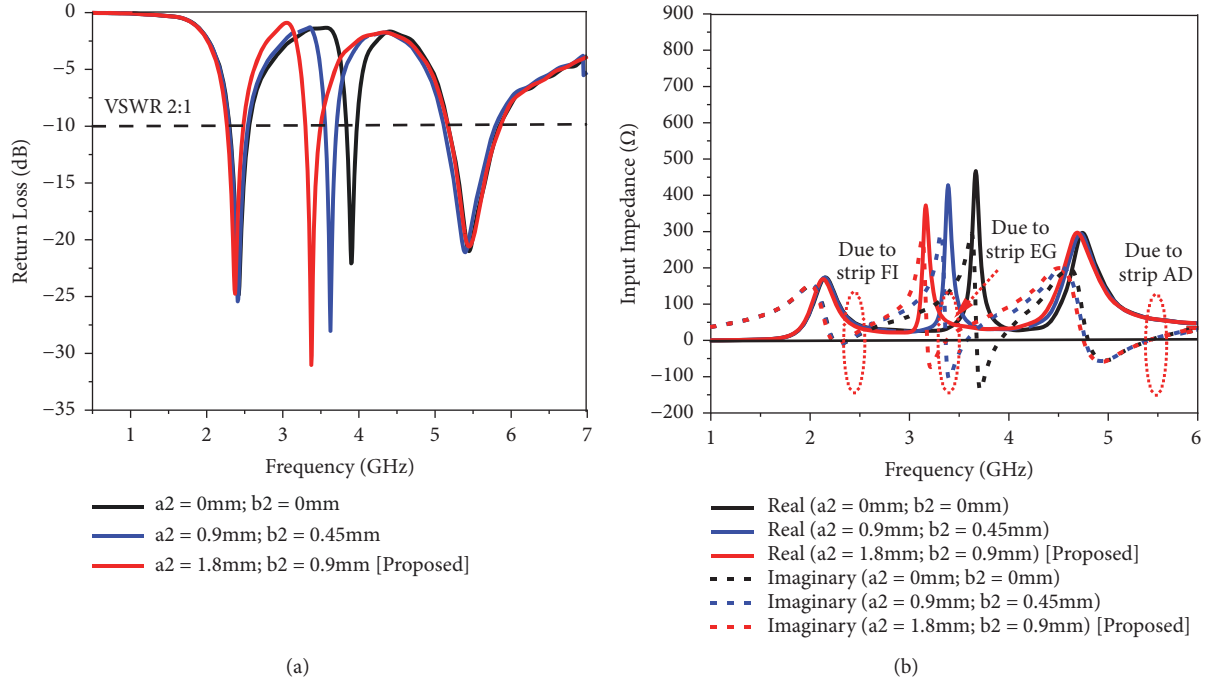 0
−5
−10
−15
−20
−25
−30
−35
Return Loss (dB)
VSWR 2:1
1 2 3 4 5 6 7
Frequency (GHz)
a2 = 0mm; b2 = 0mm
a2 = 0.9mm; b2 = 0.45mm
a2 = 1.8mm; b2 = 0.9mm [Proposed]
(a)
900
800
700
600
500
400
300
200
100
0
−100
−200
Input Impedance (Ω)
Due to
strip FI
Due to
strip EG
Due to
strip AD
1 2 3 4 5 6
Frequency (GHz)
Real (a2 = 0mm; b2 = 0mm)
Real (a2 = 0.9mm; b2 = 0.45mm)
Real (a2 = 1.8mm; b2 = 0.9mm) [Proposed]
Imaginary (a2 = 0mm; b2 = 0mm)
Imaginary (a2 = 0.9mm; b2 = 0.45mm)
Imaginary (a2 = 1.8mm; b2 = 0.9mm) [Proposed]
(b)